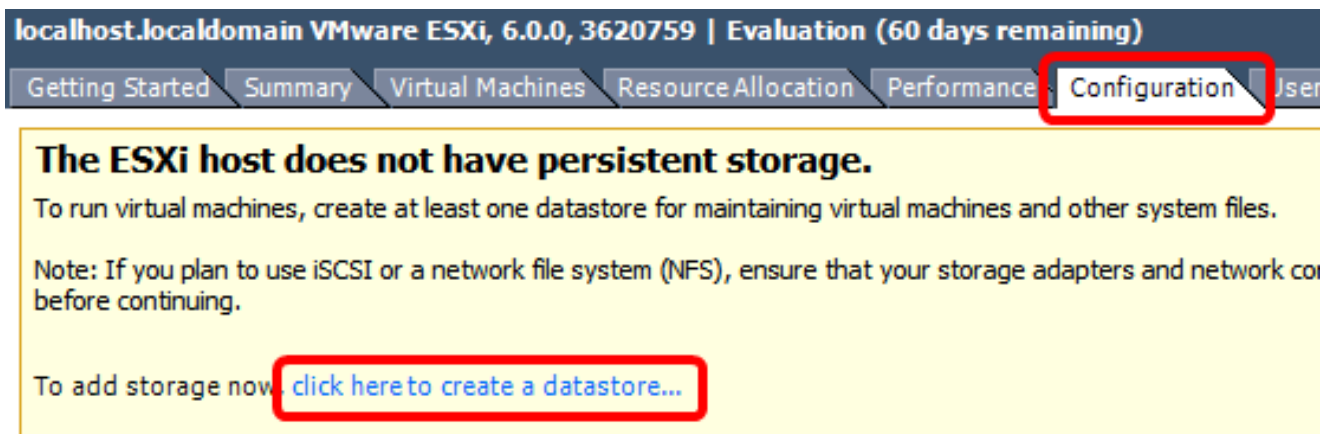 localhost.localdomain VMware ESXi, 6.0.0, 3620759 | Evaluation (60 days remaining)
Getting Started Summary Virtual Machines Resource Allocation Performance Configuration
The ESXi host does not have persistent storage.
To run virtual machines, create at least one datastore for maintaining virtual machines and other system files.
Note: If you plan to use iSCSI or a network file system (NFS), ensure that your storage adapters and network
before continuing.
To add storage now, click here to create a datastore...